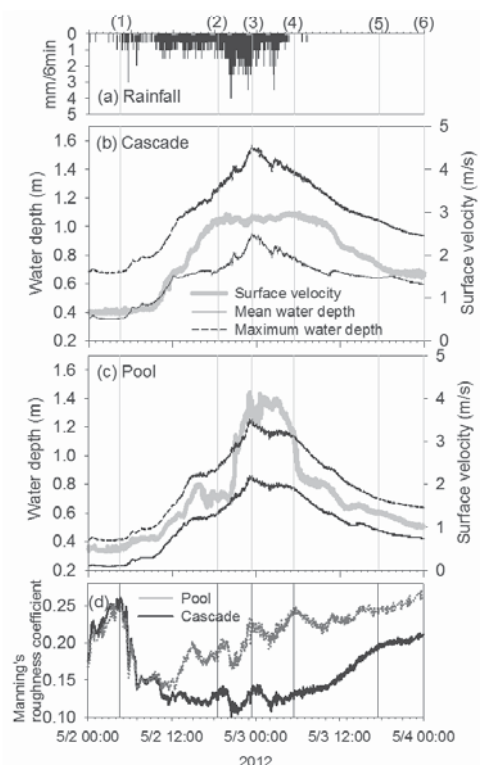 (1) (2) (3) (4) (5) (6)
0
1
2
3
4
5
mm/6min
(a) Rainfall
(b) Cascade
1.6
1.4
1.2
1.0
0.8
0.6
0.4
0.2
Water depth (m)
5
4
3
2
1
0
Surface velocity (m/s)
Surface velocity
Mean water depth
Maximum water depth
(c) Pool
1.6
1.4
1.2
1.0
0.8
0.6
0.4
0.2
Water depth (m)
5
4
3
2
1
0
Surface velocity (m/s)
(d)
Pool
Cascade
0.25
0.20
0.15
0.10
Manning's
roughness coefficient
5/2 00:00 5/2 12:00 5/3 00:00 5/3 12:00 5/4 00:00
2012